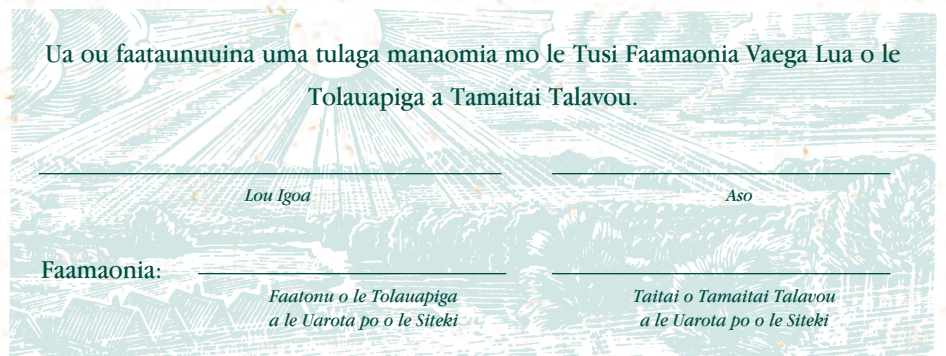 Ua ou faataunuuina uma tulaga manaomia mo le Tusi Faamaonia Vaega Lua o le
Tolauapiga a Tamaitai Talavou.
Lou Igoa
Aso
Faamaonia:
Faatonu o le Tolauapiga
a le Uarota po o le Siteki
Taitai o Tamaitai Talavou
a le Uarota po o le Siteki